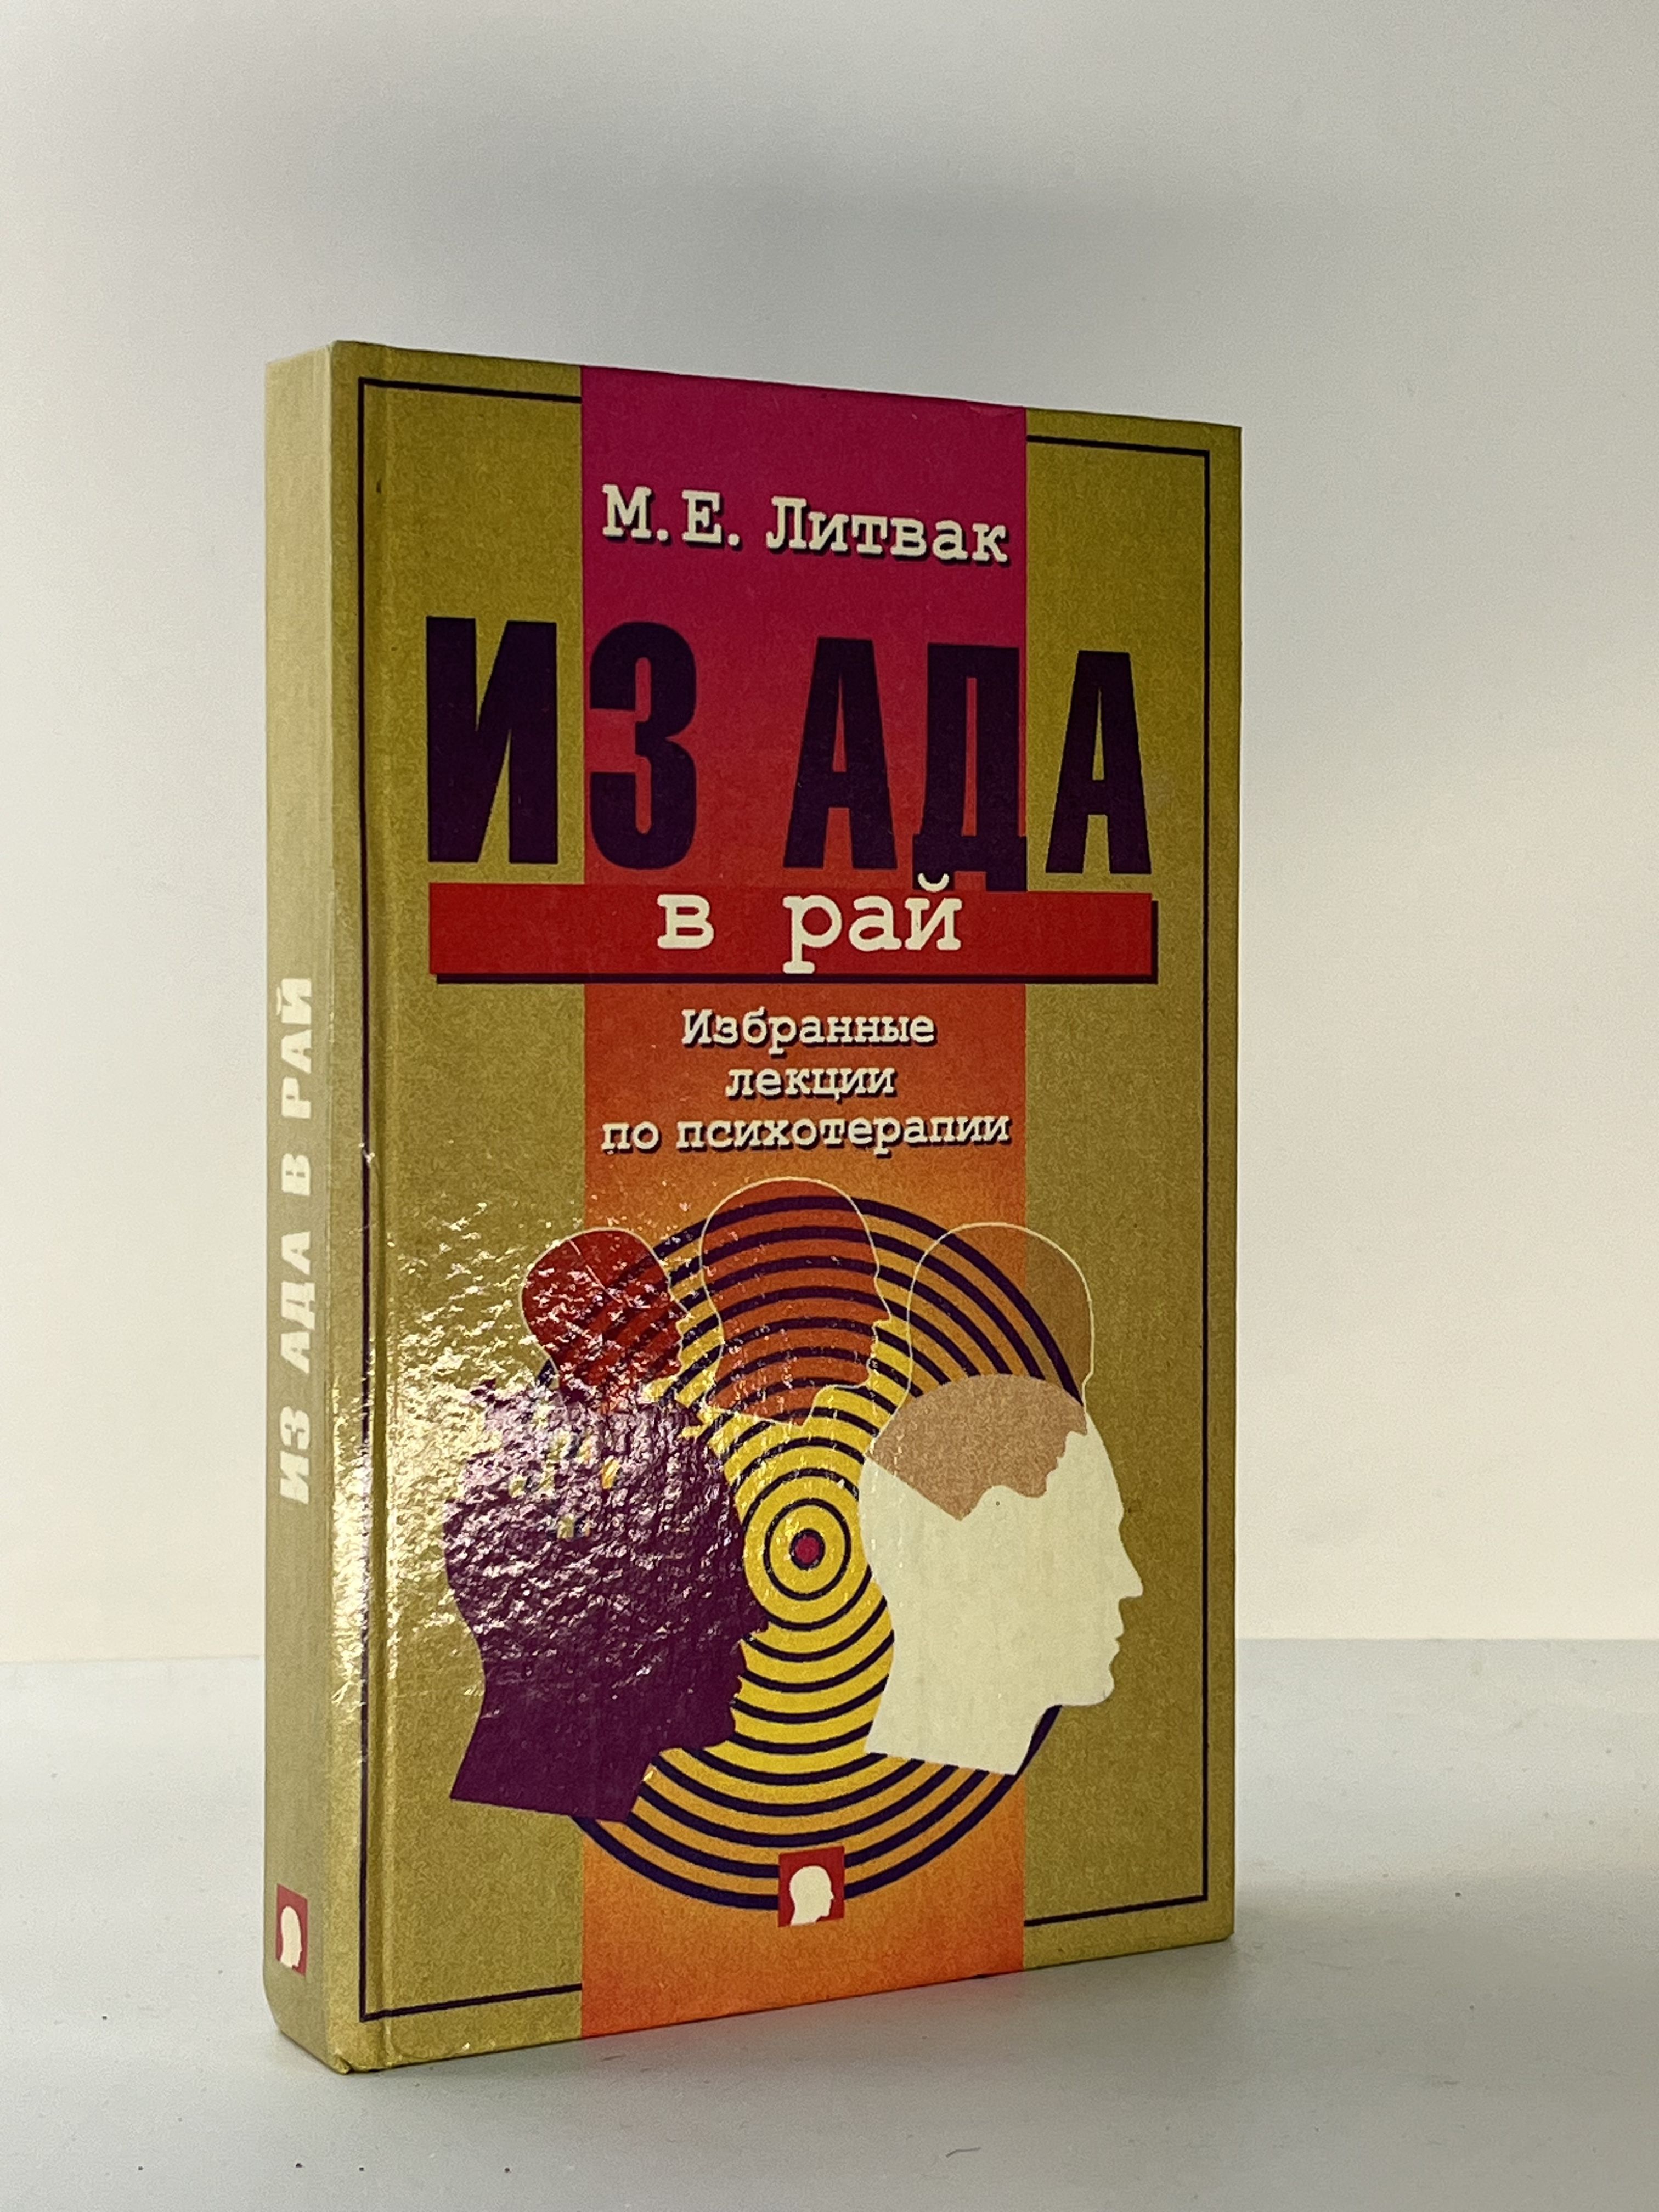 М. Е. Литвак
ИЗ АДА
в рай
Избранные
лекции
по психотерапии
ИЗ АДА В РАЙ